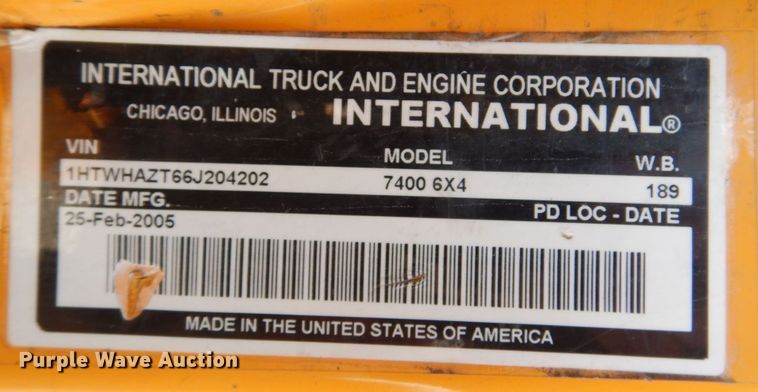 INTERNATIONAL TRUCK AND ENGINE CORPORATION
CHICAGO, ILLINOIS INTERNATIONAL®
VIN MODEL W.B.
1HTWHAZT66J204202 7400 6X4 189
DATE MFG. PD LOC - DATE
25-Feb-2005
MADE IN THE UNITED STATES OF AMERICA
Purple Wave Auction